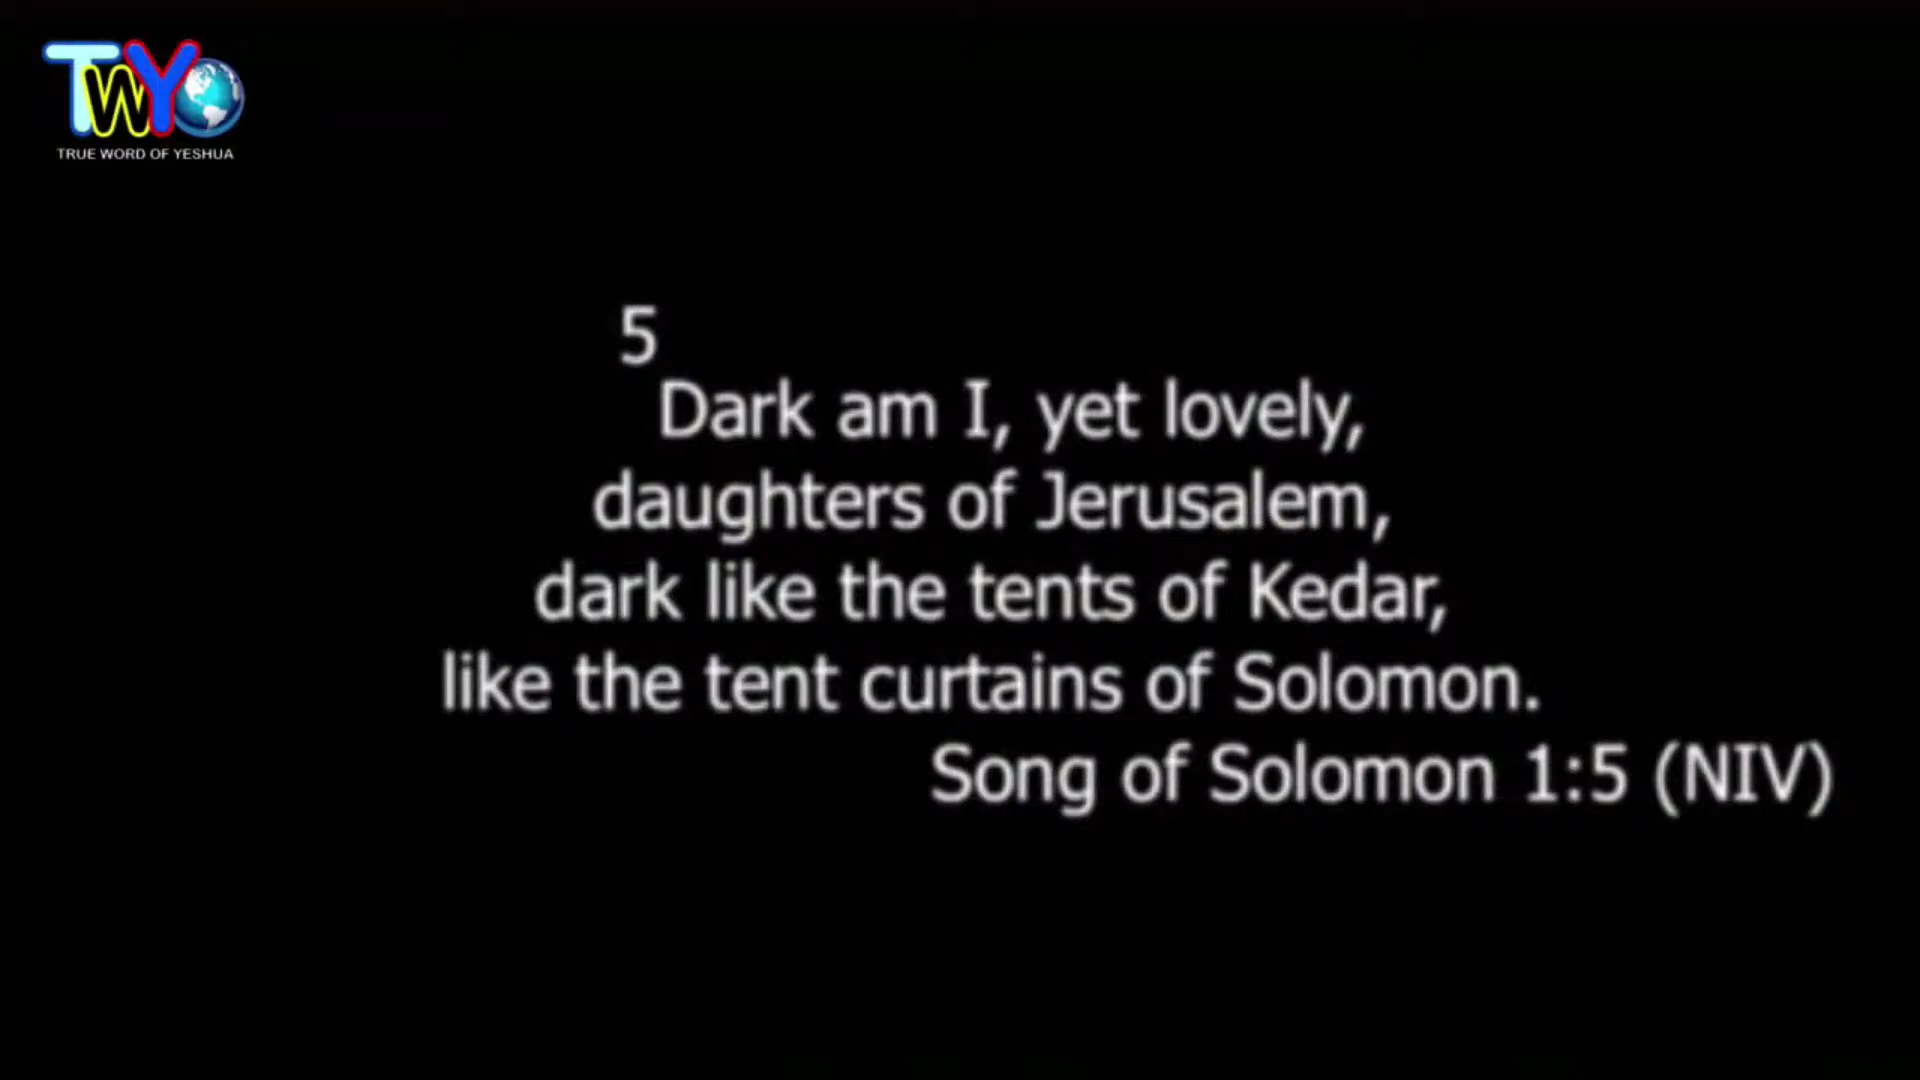 TWY
TRUE WORD OF YESHUA
5
Dark am I, yet lovely,
daughters of Jerusalem,
dark like the tents of Kedar,
like the tent curtains of Solomon.
Song of Solomon 1:5 (NIV)